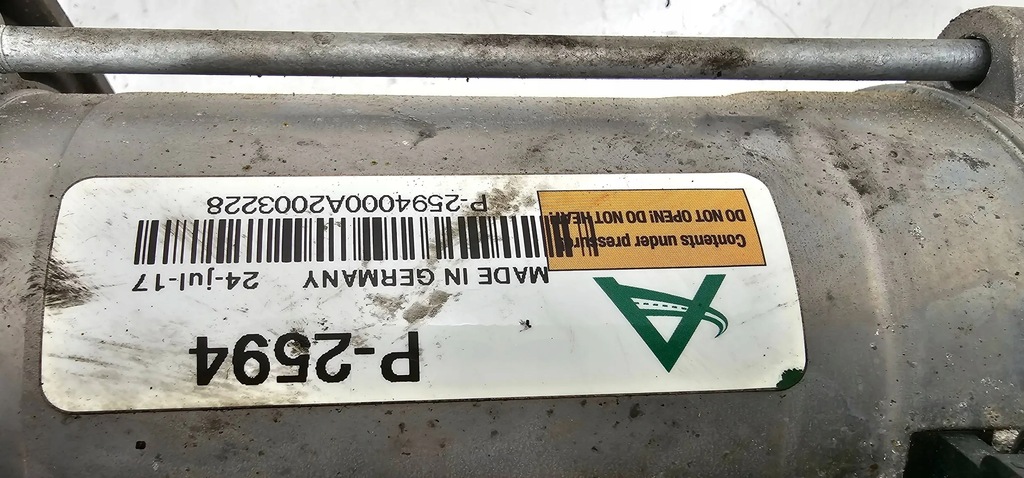 P-2594
MADE IN GERMANY 24-jul-17
P-2594000A2003228
Contents under pressure
DO NOT OPEN! DO NOT HEAT!